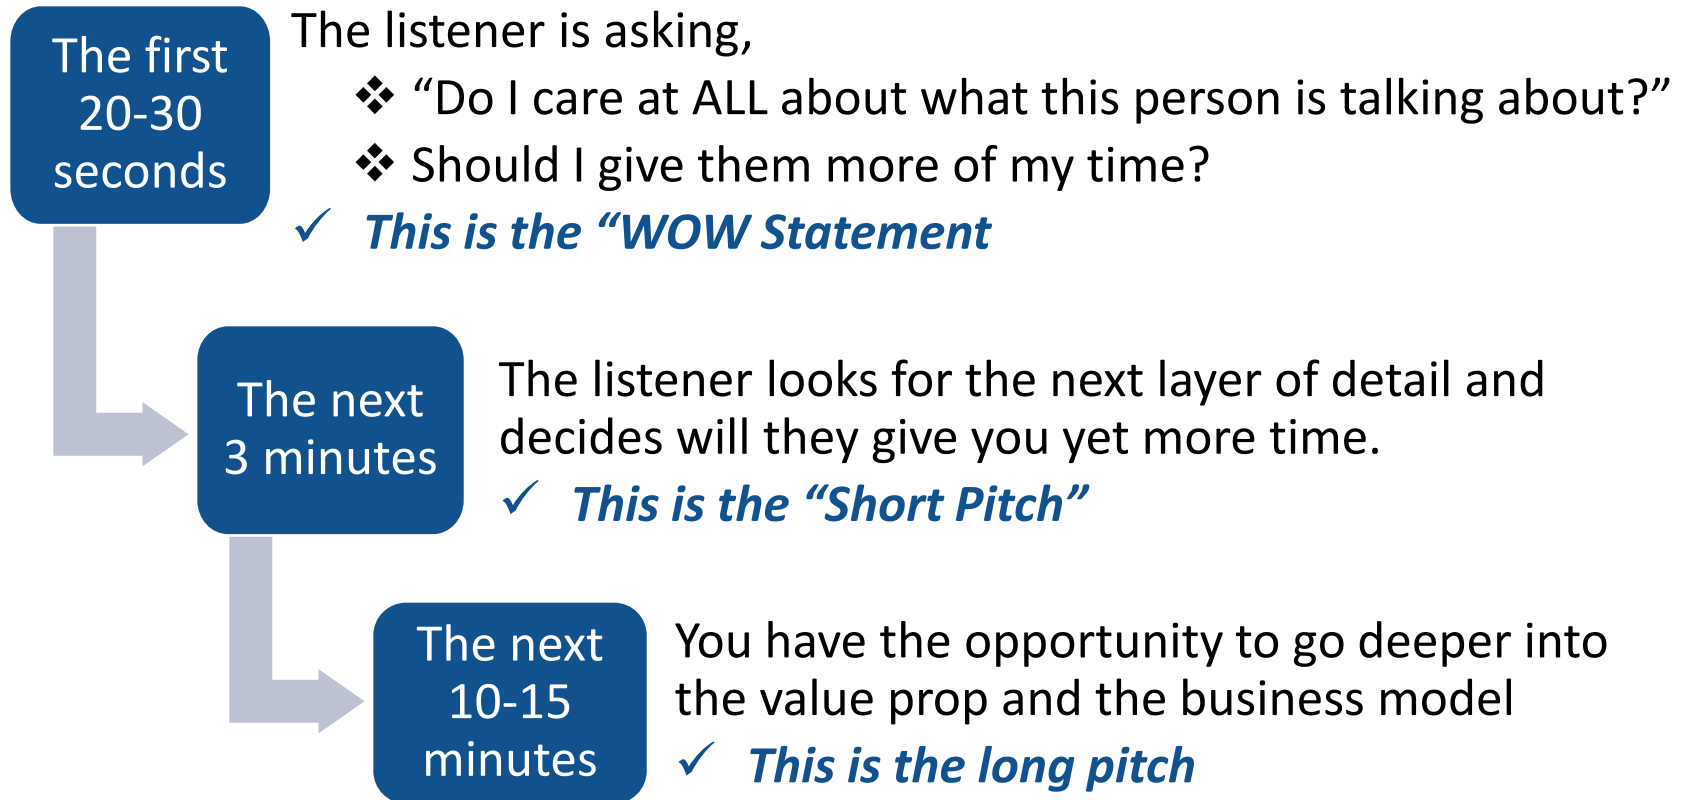 The first
20-30
seconds
The listener is asking,
❖ “Do I care at ALL about what this person is talking about?”
❖ Should I give them more of my time?
✓ This is the “WOW Statement
The next
3 minutes
The listener looks for the next layer of detail and
decides will they give you yet more time.
✓ This is the “Short Pitch”
The next
10-15
minutes
You have the opportunity to go deeper into
the value prop and the business model
✓ This is the long pitch